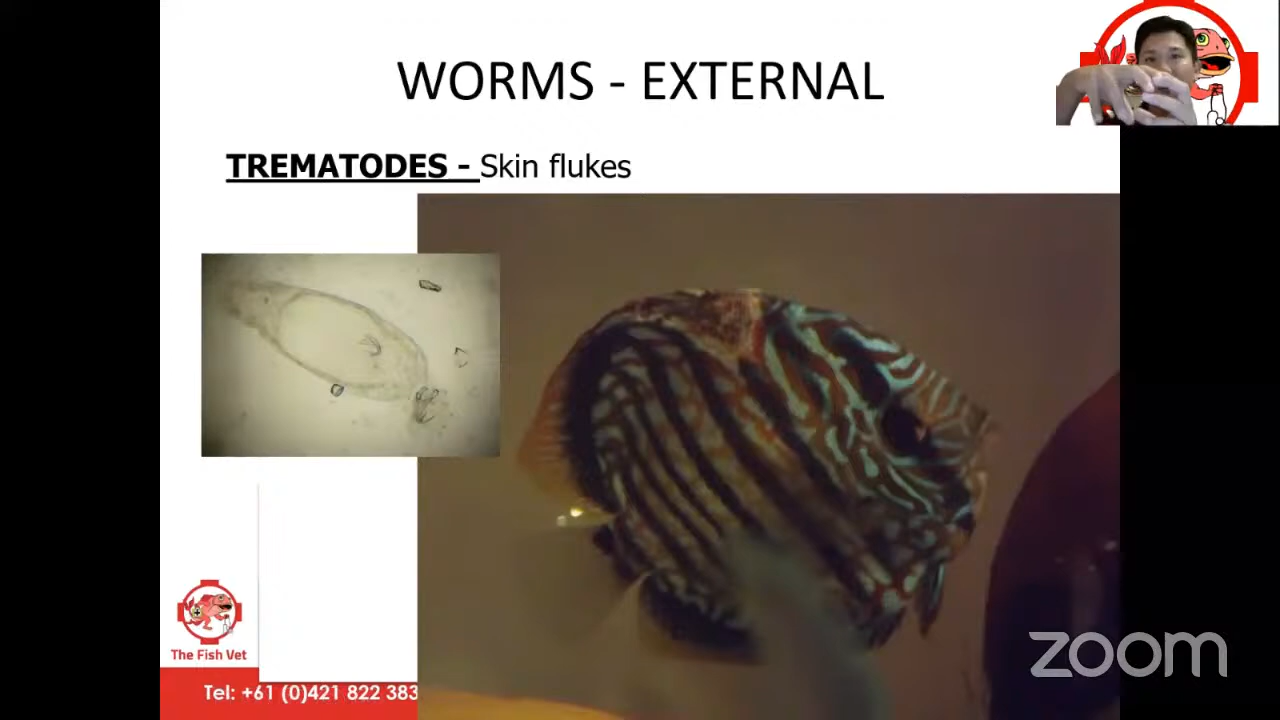 WORMS - EXTERNAL
TREMATODES - Skin flukes
The Fish Vet
Tel: +61 (0)421 822 383
zoom